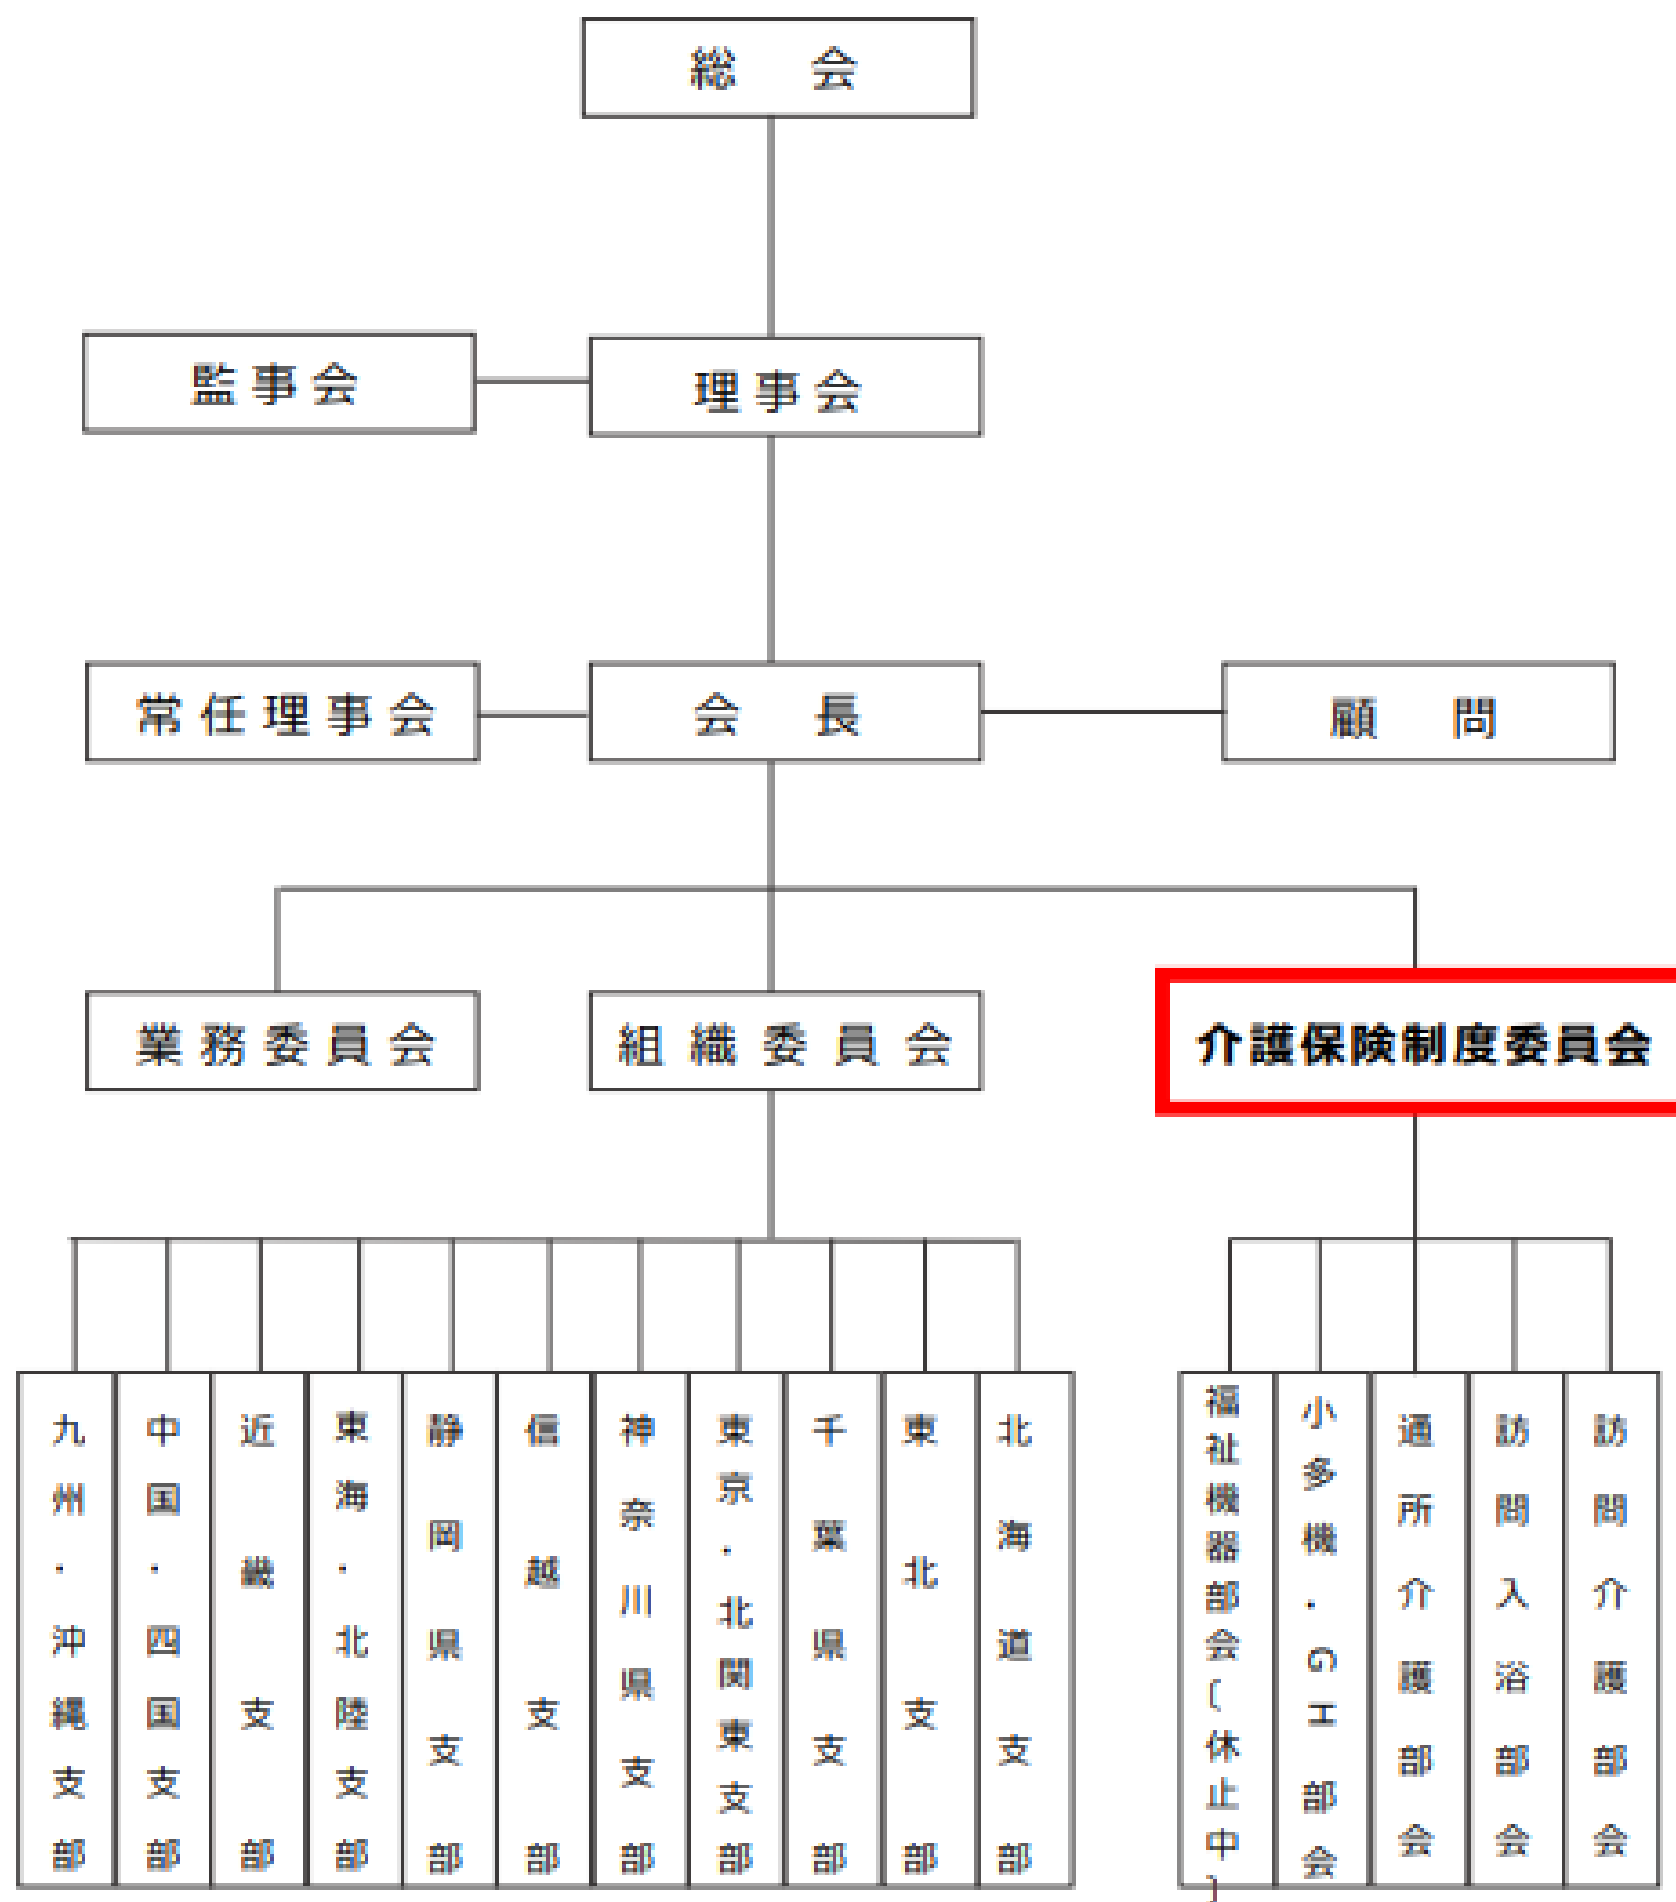 総　会
監事会
理事会
常任理事会
会　長
顧　問
業務委員会
組織委員会
介護保険制度委員会
九州・沖縄支部
中国・四国支部
近畿支部
東海・北陸支部
静岡県支部
信越支部
神奈川県支部
東京・北関東支部
千葉県支部
東北支部
北海道支部
福祉機器部会〔休止中〕
小多機・GH部会
通所介護部会
訪問入浴部会
訪問介護部会